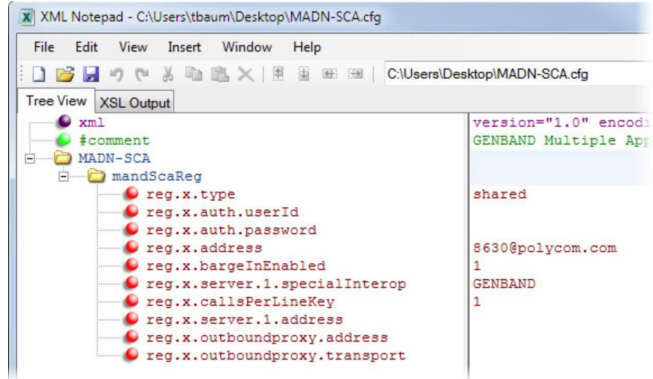 XML Notepad - C:\Users\tbaum\Desktop\MADN-SCA.cfg
File Edit View Insert Window Help
C:\Users\Desktop\MADN-SCA.cfg
Tree View XSL Output
xml version="1.0" encodi
#comment GENBAND Multiple App
MADN-SCA
mandScaReg
reg.x.type shared
reg.x.auth.userId
reg.x.auth.password
reg.x.address 8630@polycom.com
reg.x.bargeInEnabled 1
reg.x.server.1.specialInterop GENBAND
reg.x.callsPerLineKey 1
reg.x.server.1.address
reg.x.outboundproxy.address
reg.x.outboundproxy.transport